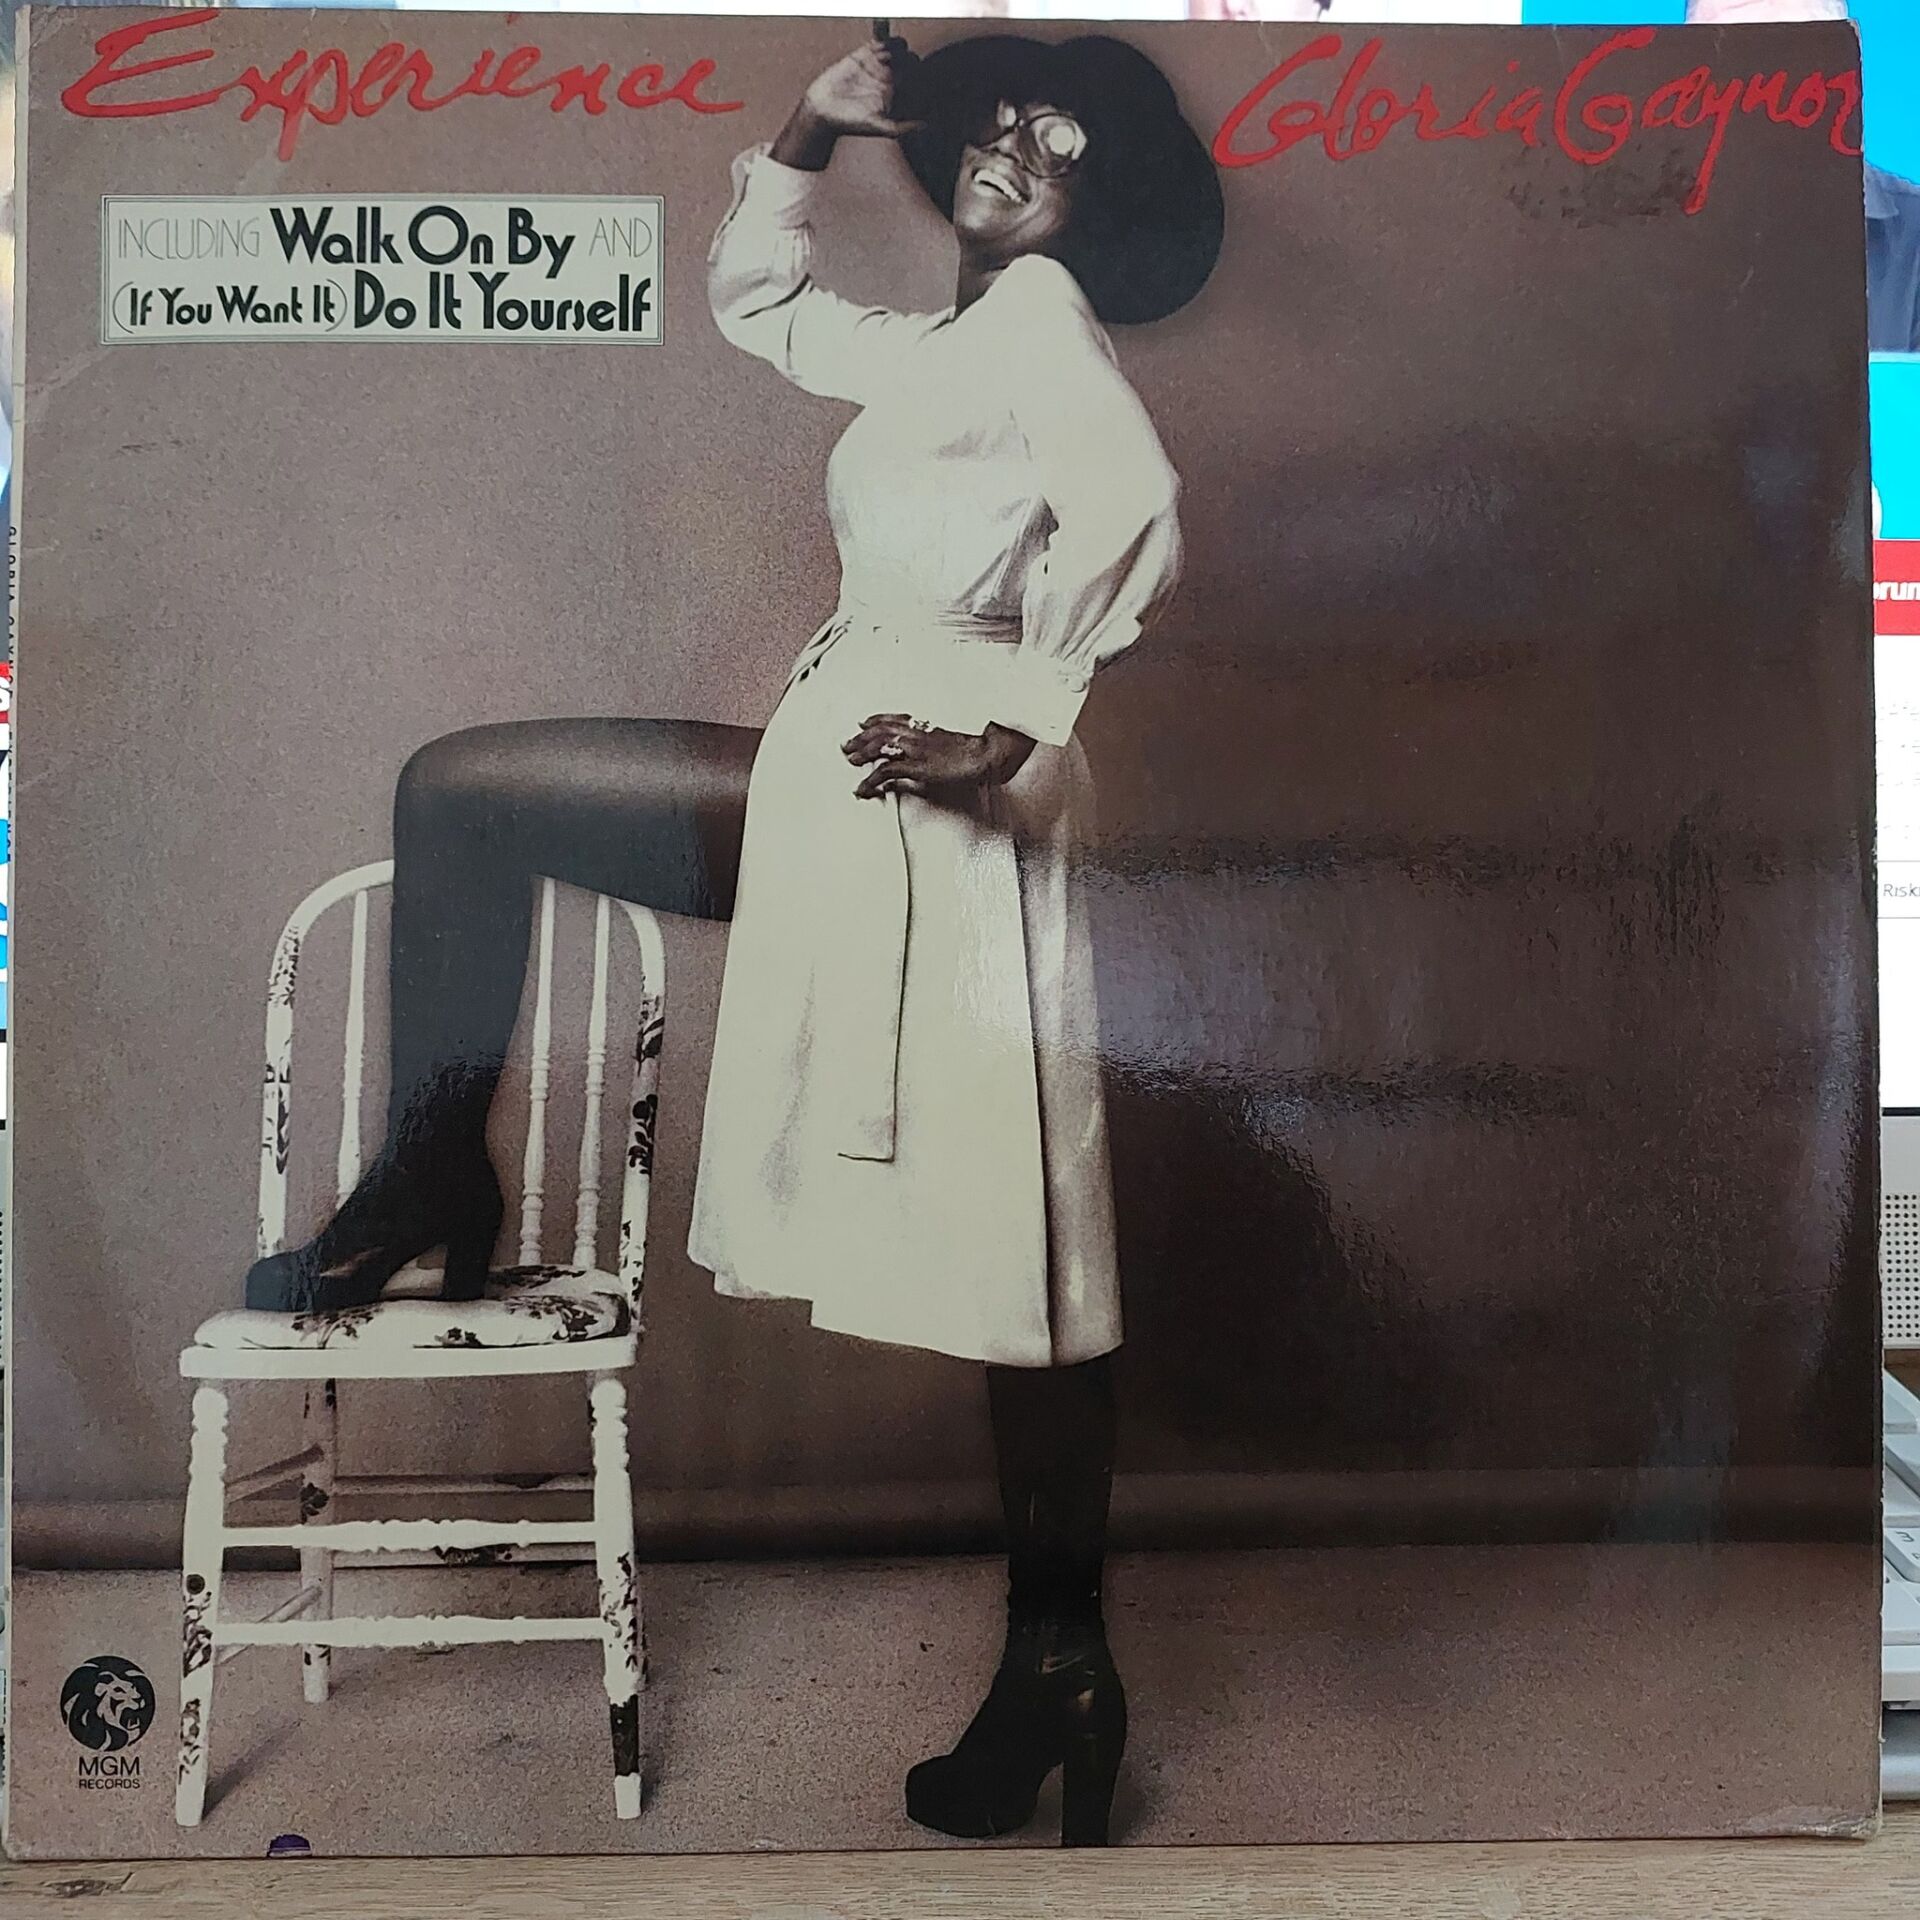 Experience Gloria Gaynor
INCLUDING Walk On By AND
(If You Want It) Do It Yourself
MGM
RECORDS